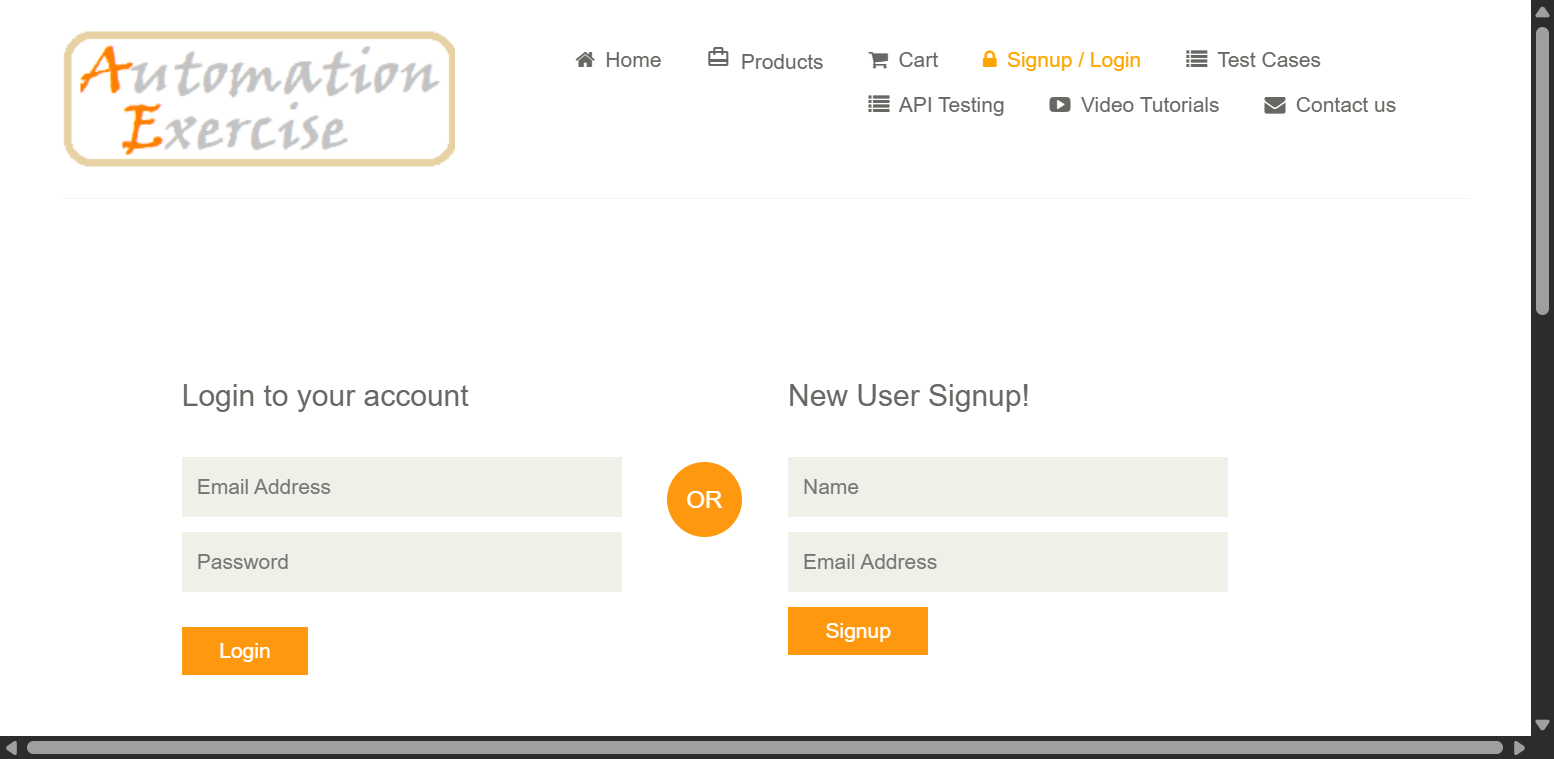 Automation
Exercise
Home Products Cart Signup / Login Test Cases
API Testing Video Tutorials Contact us
Login to your account
Email Address
Password
Login
OR
New User Signup!
Name
Email Address
Signup